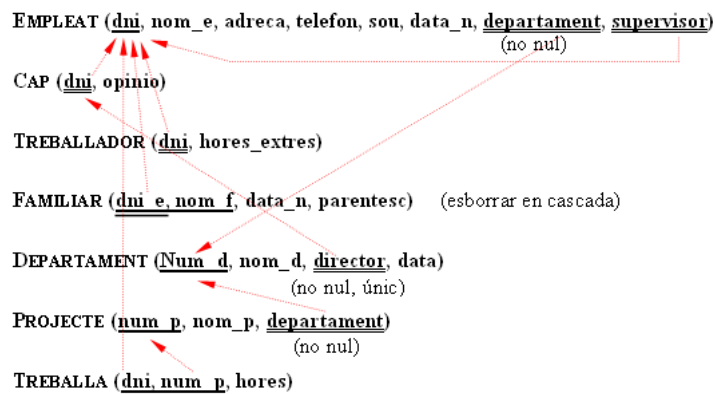 EMPLEAT (dni, nom_e, adreca, telefon, sou, data_n, departament, supervisor)
(no nul)
CAP (dni, opinio)
TREBALLADOR (dni, hores_extres)
FAMILIAR (dni_e, nom_f, data_n, parentesc) (esborrar en cascada)
DEPARTAMENT (Num_d, nom_d, director, data)
(no nul, únic)
PROJECTE (num_p, nom_p, departament)
(no nul)
TREBALLA (dni, num_p, hores)